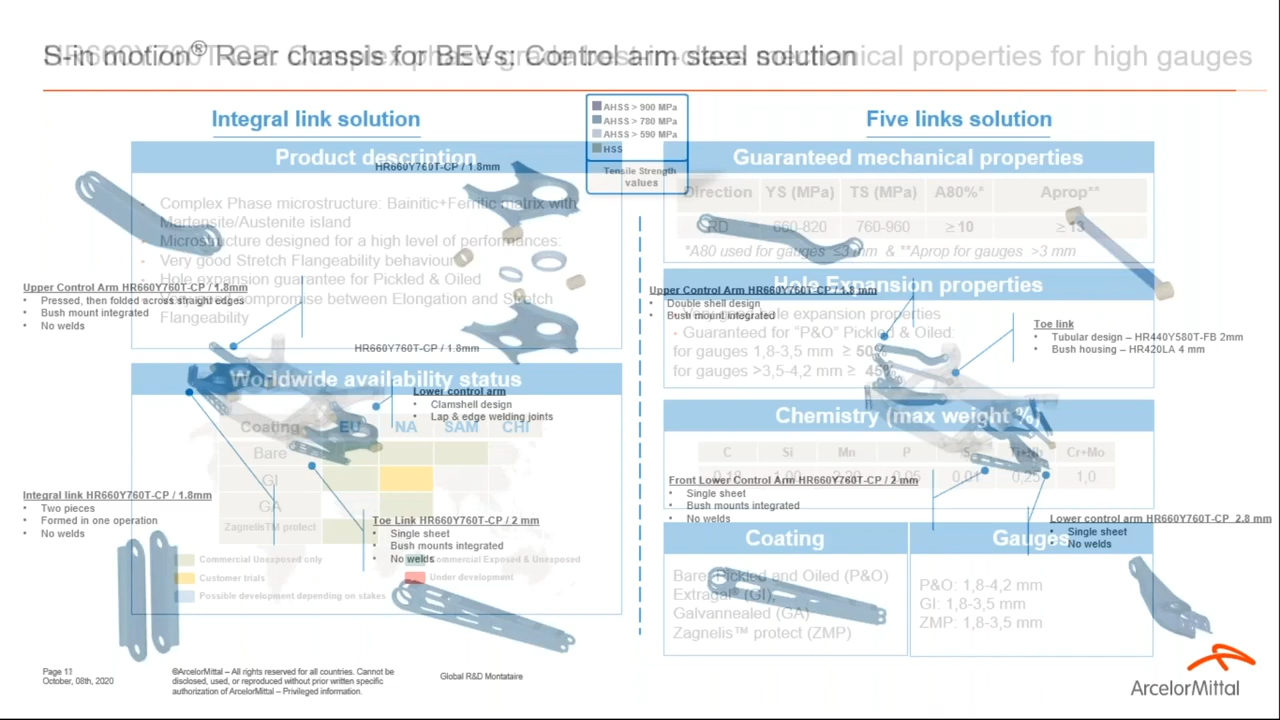 S-in motion® Rear chassis for BEVs: Control arm steel solution
HR660Y760T-CP: Complex phase grade best in class mechanical properties for high gauges
Integral link solution
AHSS > 900 MPa
AHSS > 780 MPa
AHSS > 590 MPa
HSS
Tensile Strength
values
Five links solution
Product description
HR660Y760T-CP / 1.8mm
Complex Phase microstructure: Bainitic+Ferritic matrix with
Martensite/Austenite island
Microstructure designed for a high level of performances:
Very good Stretch Flangeability behaviour
Hole expansion guarantee for Pickled & Oiled
compromise between Elongation and Stretch
Flangeability
Upper Control Arm HR660Y760T-CP / 1.8mm
• Pressed, then folded across straight edges
• Bush mount integrated
• No welds
HR660Y760T-CP / 1.8mm
Worldwide availability status
Lower control arm
• Clamshell design
• Lap & edge welding joints
Coating EU NA SAM CHI
Bare
GI
GA
Zagnelis™ protect
Integral link HR660Y760T-CP / 1.8mm
• Two pieces
• Formed in one operation
• No welds
Toe Link HR660Y760T-CP / 2 mm
• Single sheet
• Bush mounts integrated
• No welds
Commercial Unexposed only
Commercial Exposed & Unexposed
Customer trials
Under development
Possible development depending on stakes
Guaranteed mechanical properties
Direction YS (MPa) TS (MPa) A80%* Aprop**
RD 660-820 760-960 ≥ 10 ≥ 13
*A80 used for gauges ≤3 mm & **Aprop for gauges >3 mm
Hole Expansion properties
Upper Control Arm HR660Y760T-CP / 1.8 mm
• Double shell design
• Bush mount integrated
hole expansion properties
- Guaranteed for “P&O” Pickled & Oiled:
for gauges 1,8-3,5 mm ≥ 50%
for gauges >3,5-4,2 mm ≥ 45%
Toe link
• Tubular design – HR440Y580T-FB 2mm
• Bush housing – HR420LA 4 mm
Chemistry (max weight %)
C Si Mn P S Ti+Nb Cr+Mo
0,18 1,00 2,20 0,05 0,01 0,25 1,0
Front Lower Control Arm HR660Y760T-CP / 2 mm
• Single sheet
• Bush mounts integrated
• No welds
Lower control arm HR660Y760T-CP 2.8 mm
• Single sheet
• No welds
Coating
Bare: Pickled and Oiled (P&O)
Extragal® (GI),
Galvannealed (GA)
Zagnelis™ protect (ZMP)
Gauges
P&O: 1,8-4,2 mm
GI: 1,8-3,5 mm
ZMP: 1,8-3,5 mm
Page 11
October, 08th, 2020
©ArcelorMittal – All rights reserved for all countries. Cannot be
disclosed, used, or reproduced without prior written specific
authorization of ArcelorMittal – Privileged information.
Global R&D Montataire
ArcelorMittal